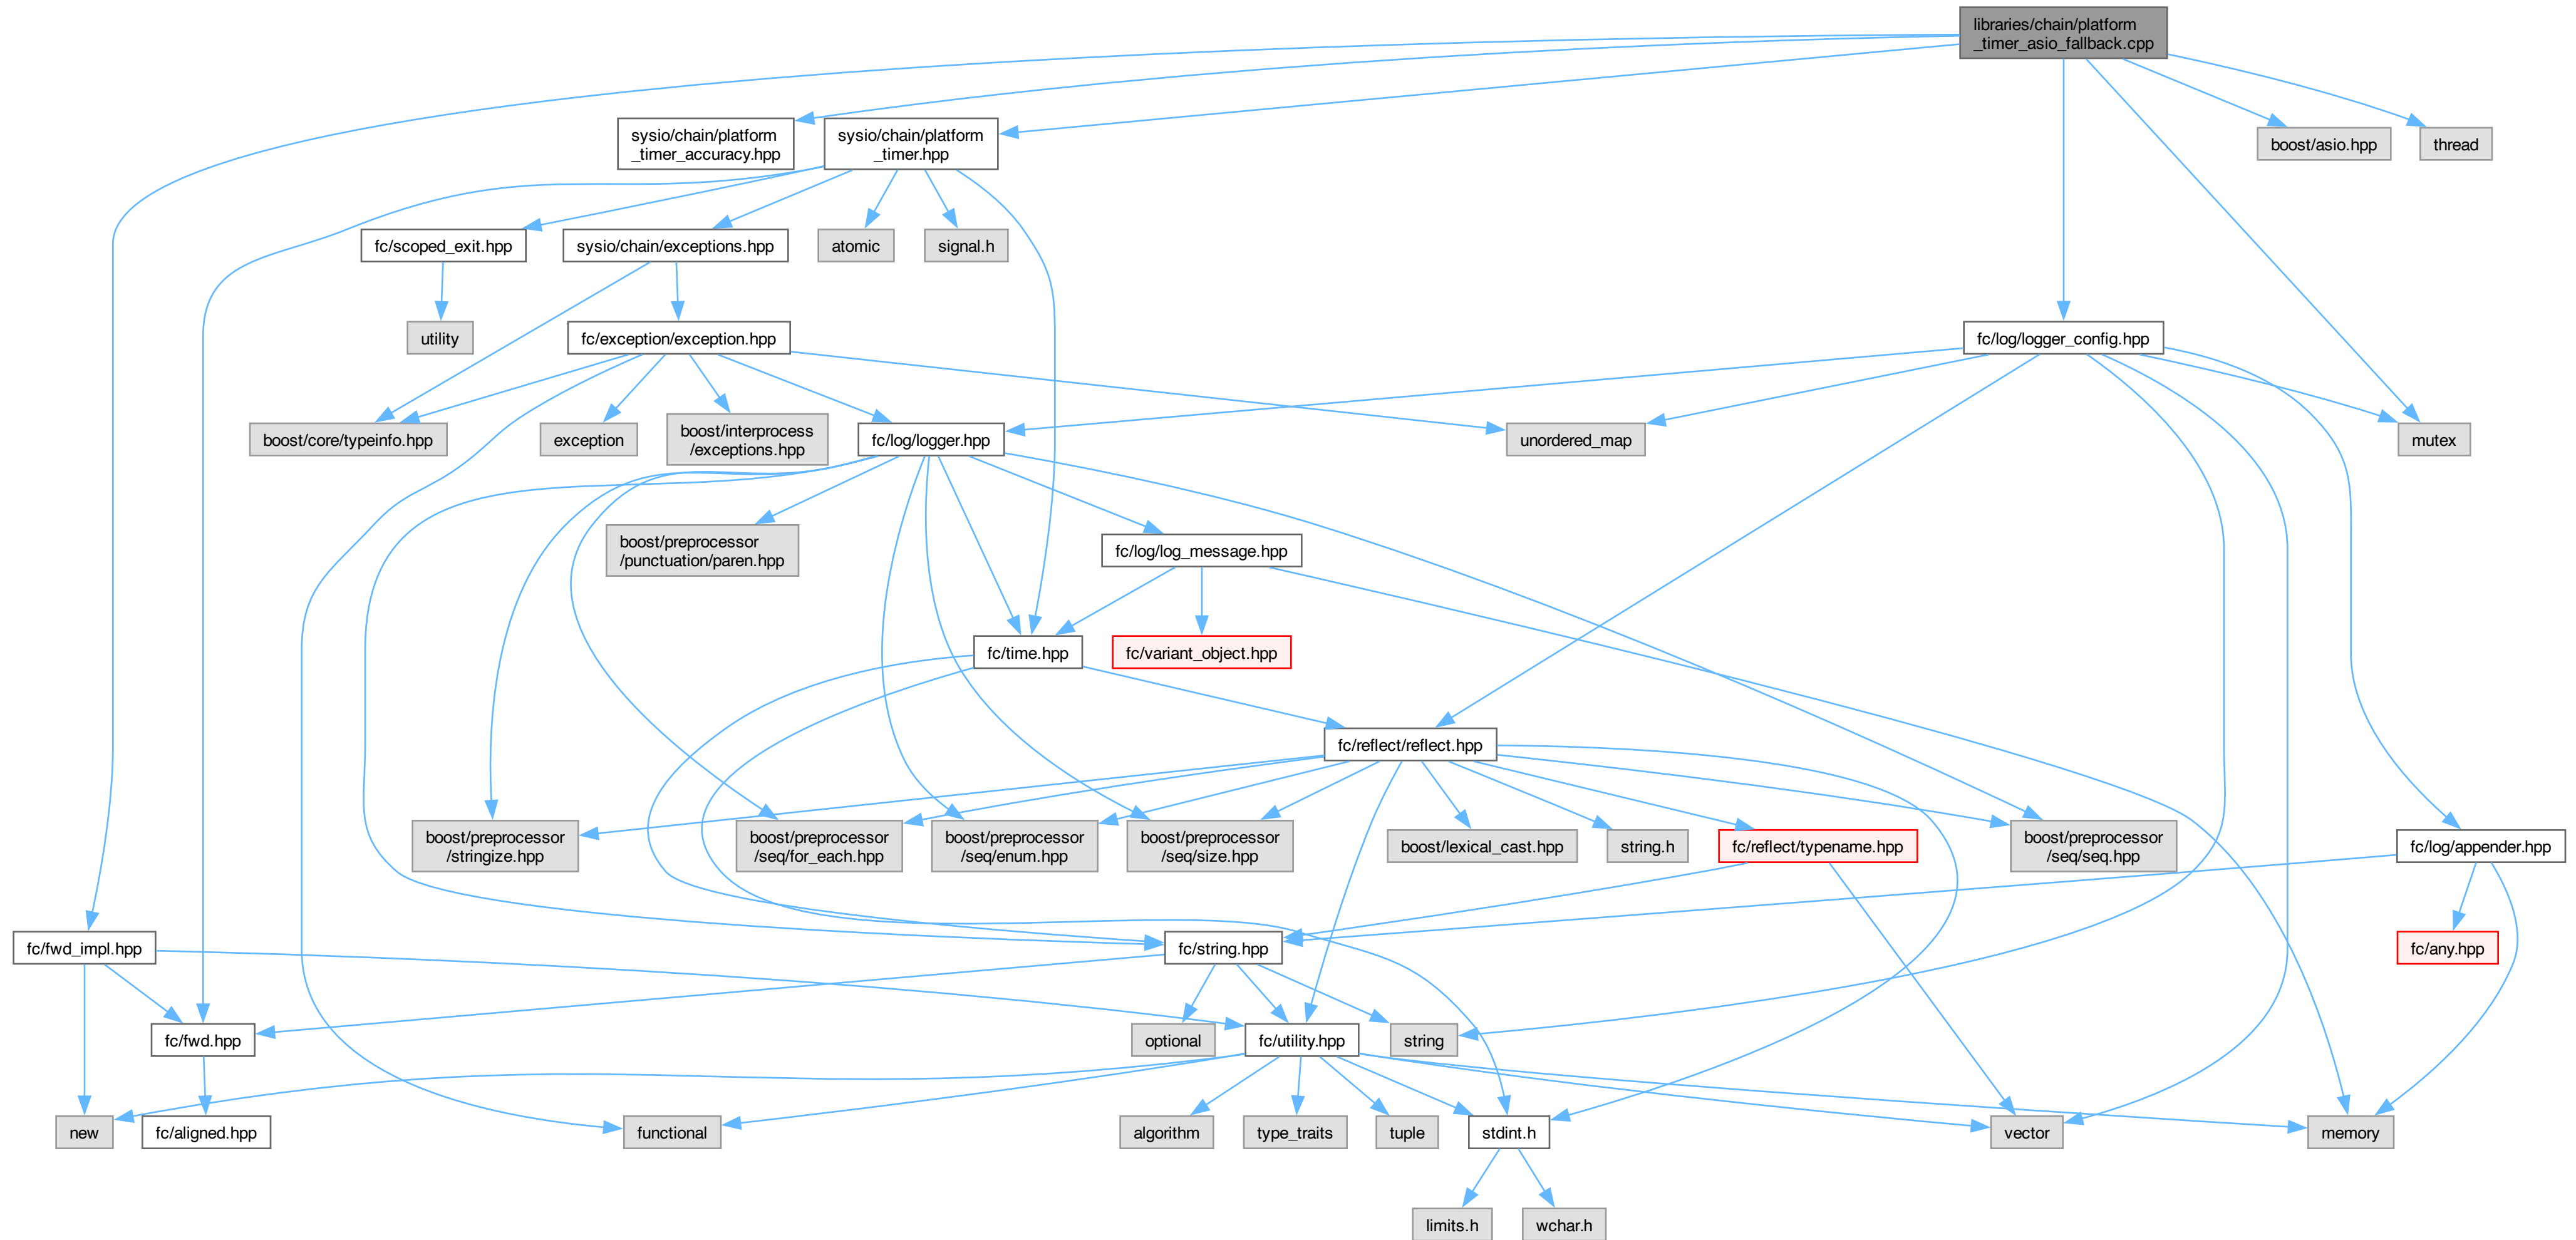 libraries/chain/platform
_timer_asio_fallback.cpp
sysio/chain/platform
_timer_accuracy.hpp
sysio/chain/platform
_timer.hpp
boost/asio.hpp
thread
fc/scoped_exit.hpp
sysio/chain/exceptions.hpp
atomic
signal.h
utility
fc/exception/exception.hpp
fc/log/logger_config.hpp
boost/core/typeinfo.hpp
exception
boost/interprocess
/exceptions.hpp
fc/log/logger.hpp
unordered_map
mutex
boost/preprocessor
/punctuation/paren.hpp
fc/log/log_message.hpp
fc/time.hpp
fc/variant_object.hpp
fc/reflect/reflect.hpp
boost/preprocessor
/stringize.hpp
boost/preprocessor
/seq/for_each.hpp
boost/preprocessor
/seq/enum.hpp
boost/preprocessor
/seq/size.hpp
boost/lexical_cast.hpp
string.h
fc/reflect/typename.hpp
boost/preprocessor
/seq/seq.hpp
fc/log/appender.hpp
fc/fwd_impl.hpp
fc/string.hpp
fc/any.hpp
fc/fwd.hpp
optional
fc/utility.hpp
string
new
fc/aligned.hpp
functional
algorithm
type_traits
tuple
stdint.h
vector
memory
limits.h
wchar.h